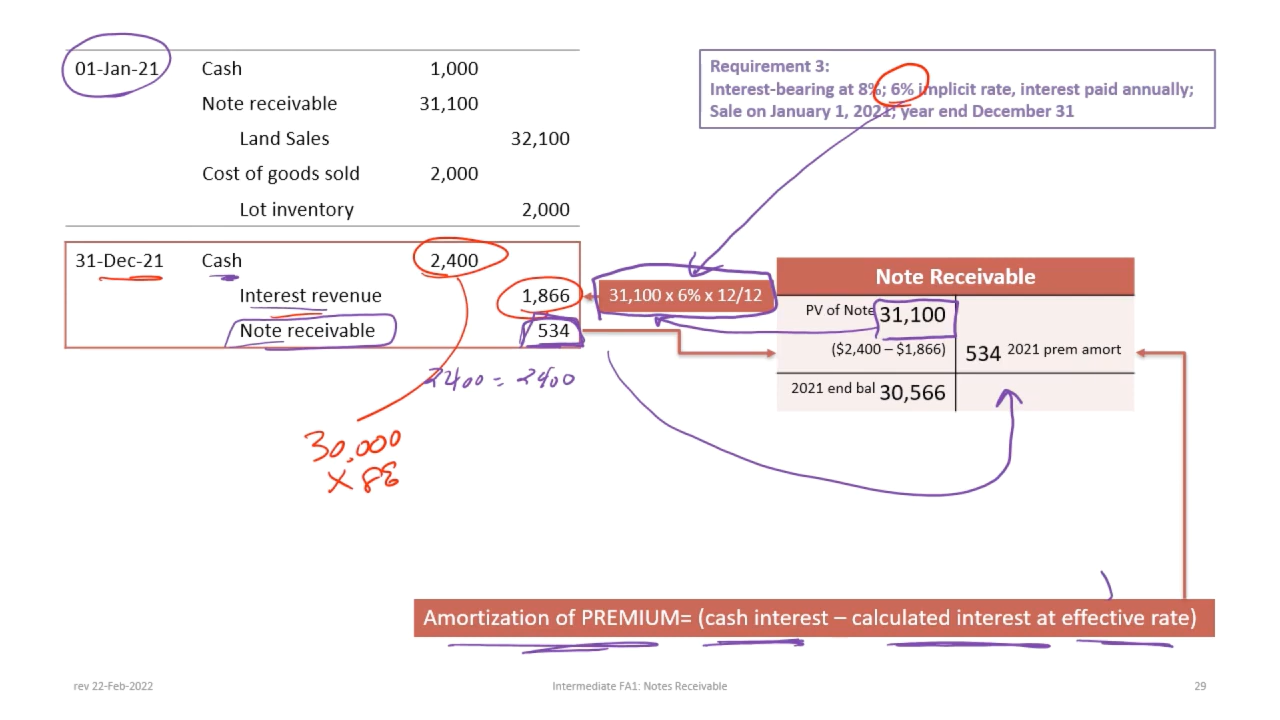 01-Jan-21 Cash 1,000
Note receivable 31,100
Land Sales 32,100
Cost of goods sold 2,000
Lot inventory 2,000
31-Dec-21 Cash 2,400
Interest revenue 1,866
Note receivable 534
2400 = 2400
30,000
Requirement 3:
Interest-bearing at 8%; 6% implicit rate, interest paid annually;
Sale on January 1, 2021; year end December 31
31,100 x 6% x 12/12
Note Receivable
PV of Note 31,100
($2,400 – $1,866) 534 2021 prem amort
2021 end bal 30,566
Amortization of PREMIUM= (cash interest – calculated interest at effective rate)
rev 22-Feb-2022 Intermediate FA1: Notes Receivable 29